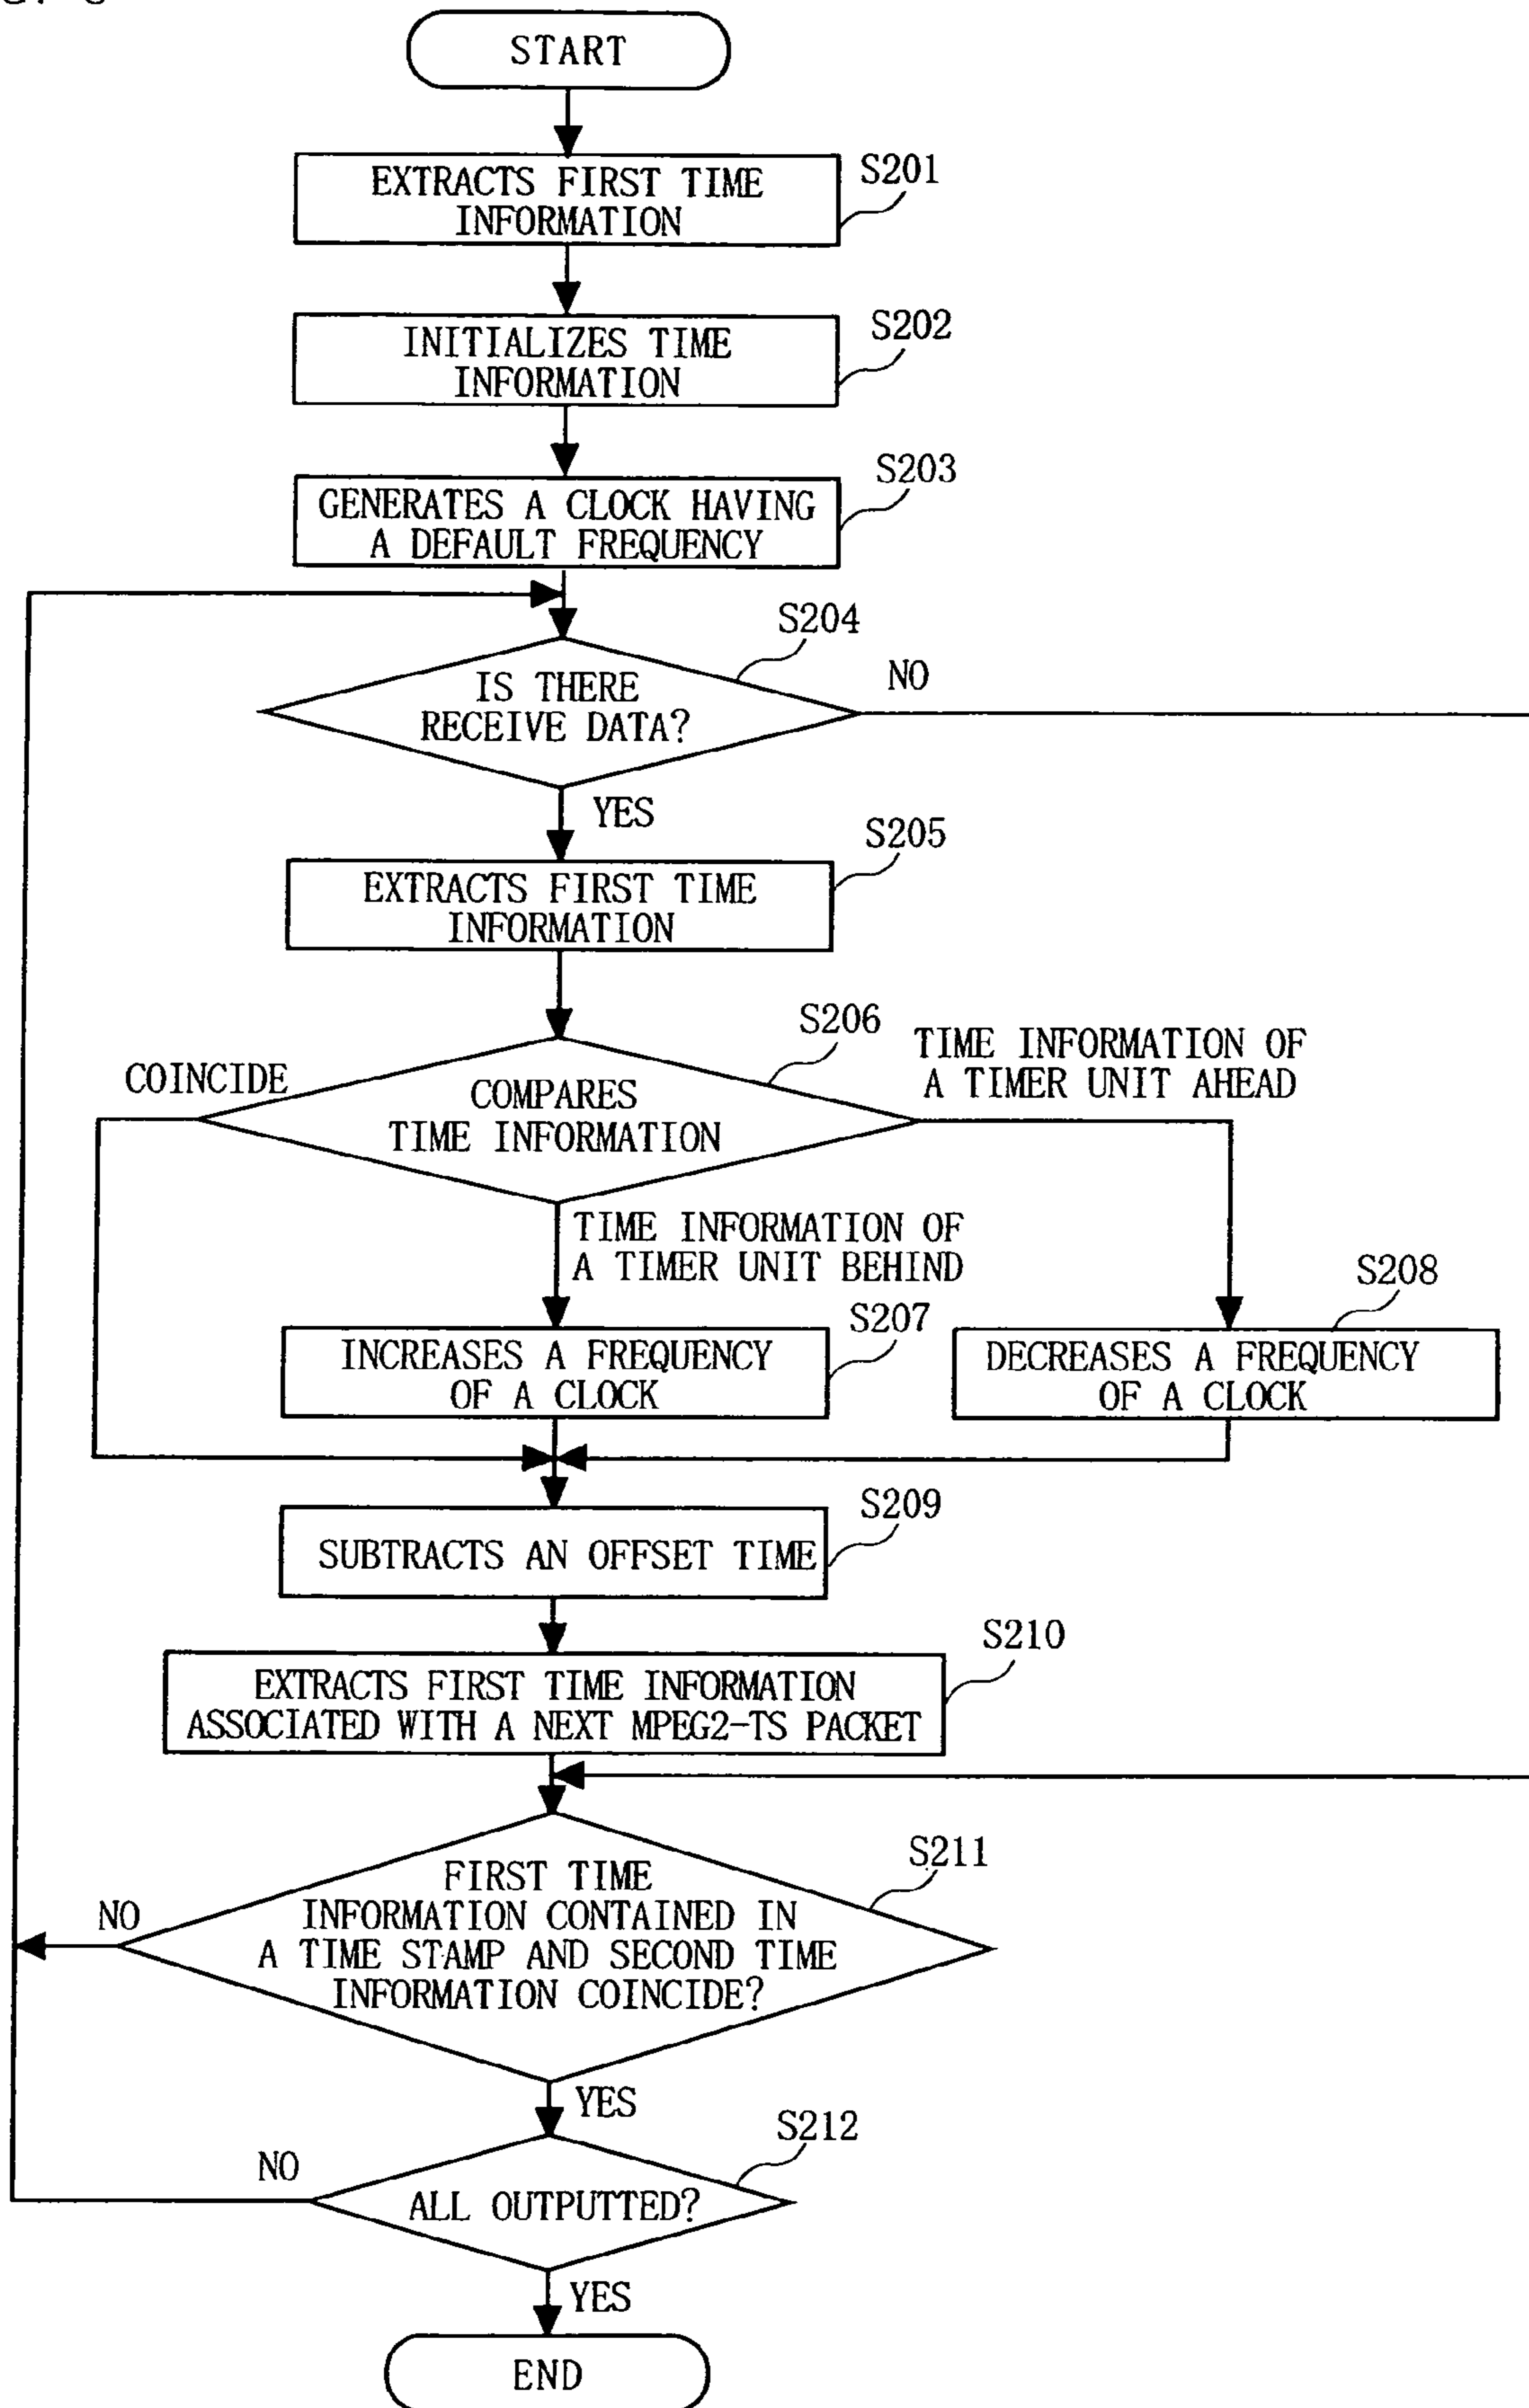 START
S201
EXTRACTS FIRST TIME
INFORMATION
S202
INITIALIZES TIME
INFORMATION
S203
GENERATES A CLOCK HAVING
A DEFAULT FREQUENCY
S204
IS THERE
RECEIVE DATA?
NO
YES
S205
EXTRACTS FIRST TIME
INFORMATION
S206
COINCIDE
COMPARES
TIME INFORMATION
TIME INFORMATION OF
A TIMER UNIT AHEAD
TIME INFORMATION OF
A TIMER UNIT BEHIND
S207
INCREASES A FREQUENCY
OF A CLOCK
S208
DECREASES A FREQUENCY
OF A CLOCK
S209
SUBTRACTS AN OFFSET TIME
S210
EXTRACTS FIRST TIME INFORMATION
ASSOCIATED WITH A NEXT MPEG2-TS PACKET
S211
FIRST TIME
INFORMATION CONTAINED IN
A TIME STAMP AND SECOND TIME
INFORMATION COINCIDE?
NO
YES
S212
ALL OUTPUTTED?
NO
YES
END